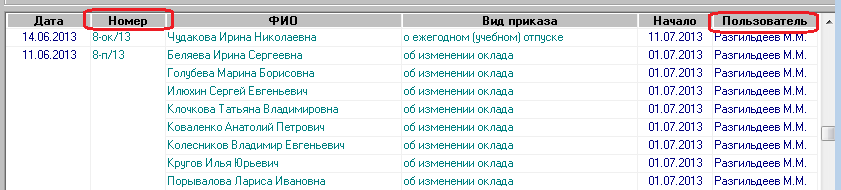 Дата Номер ФИО Вид приказа Начало Пользователь
14.06.2013 8-ок/13 Чудакова Ирина Николаевна о ежегодном (учебном) отпуске 11.07.2013 Разгильдеев М.М.
11.06.2013 8-п/13 Беляева Ирина Сергеевна об изменении оклада 01.07.2013 Разгильдеев М.М.
Голубева Марина Борисовна об изменении оклада 01.07.2013 Разгильдеев М.М.
Илюхин Сергей Евгеньевич об изменении оклада 01.07.2013 Разгильдеев М.М.
Клочкова Татьяна Владимировна об изменении оклада 01.07.2013 Разгильдеев М.М.
Коваленко Анатолий Петрович об изменении оклада 01.07.2013 Разгильдеев М.М.
Колесников Владимир Евгеньевич об изменении оклада 01.07.2013 Разгильдеев М.М.
Кругов Илья Юрьевич об изменении оклада 01.07.2013 Разгильдеев М.М.
Порывалова Лариса Ивановна об изменении оклада 01.07.2013 Разгильдеев М.М.